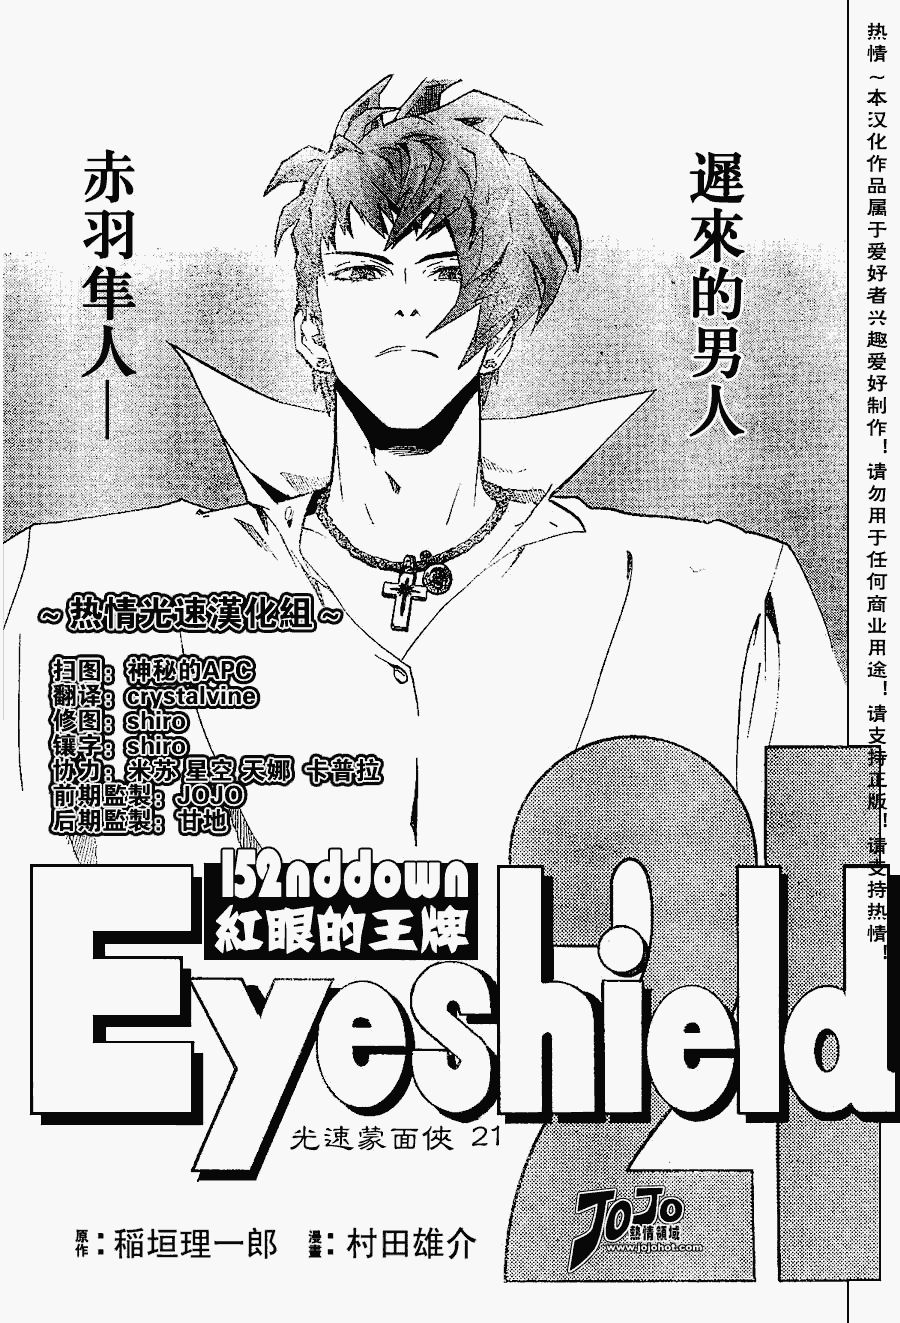 热情~本汉化作品属于爱好者兴趣爱好制作！请勿用于任何商业用途！请支持正版！请支持热情！
遲來的男人
赤羽隼人—
~热情光速漢化組~
扫图：神秘的APC
翻译：crystalvine
修图：shiro
镶字：shiro
协力：米苏 星空 天娜 卡普拉
前期監製：JOJO
后期監製：甘地
152nddown
紅眼的王牌
Eyeshield
21
光速蒙面俠 21
原作：稲垣理一郎 漫畫：村田雄介
JOJO
熱情領域
www.jojohot.com